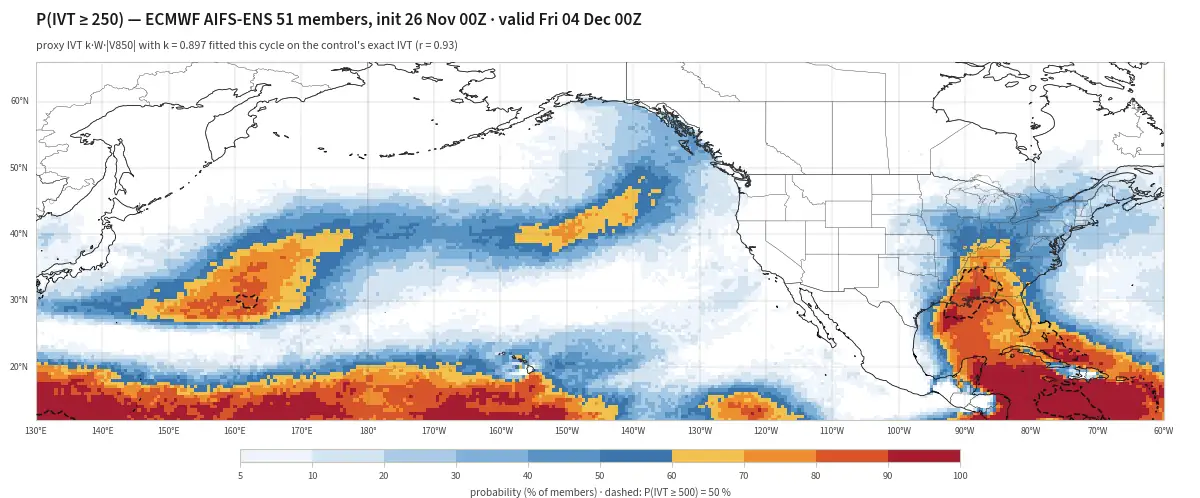 P(IVT ≥ 250) — ECMWF AIFS-ENS 51 members, init 26 Nov 00Z · valid Fri 04 Dec 00Z
proxy IVT k·W·|V850| with k = 0.897 fitted this cycle on the control's exact IVT (r = 0.93)
60°N
50°N
40°N
30°N
20°N
130°E 140°E 150°E 160°E 170°E 180° 170°W 160°W 150°W 140°W 130°W 120°W 110°W 100°W 90°W 80°W 70°W 60°W
5 10 20 30 40 50 60 70 80 90 100
probability (% of members) · dashed: P(IVT ≥ 500) = 50 %